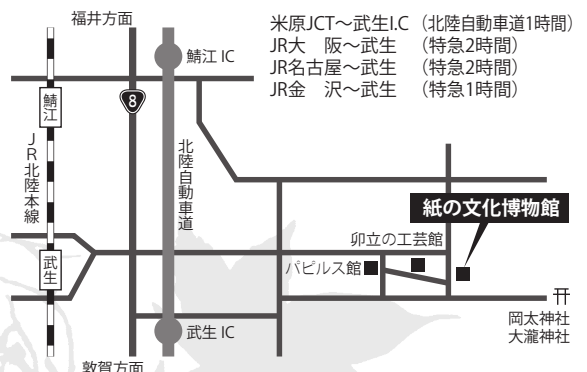 福井方面
米原JCT〜武生I.C（北陸自動車道1時間）
JR大　阪〜武生　（特急2時間）
JR名古屋〜武生　（特急2時間）
JR金　沢〜武生　（特急1時間）
鯖江 IC
鯖江
8
JR北陸本線
北陸自動車道
紙の文化博物館
卯立の工芸館
パピルス館
武生
岡太神社
大瀧神社
武生 IC
敦賀方面